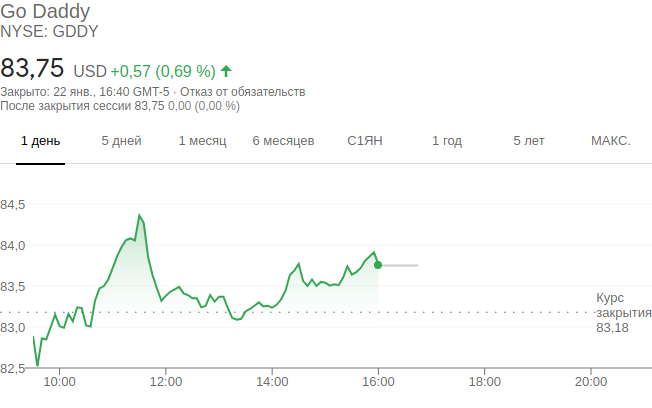 Go Daddy
NYSE: GDDY
83,75 USD +0,57 (0,69 %)
Закрыто: 22 янв., 16:40 GMT-5 · Отказ от обязательств
После закрытия сессии 83,75 0,00 (0,00 %)
1 день 5 дней 1 месяц 6 месяцев С1ЯН 1 год 5 лет МАКС.
84,5
84,0
83,5
83,0
82,5
Курс
закрытия
83,18
10:00 12:00 14:00 16:00 18:00 20:00